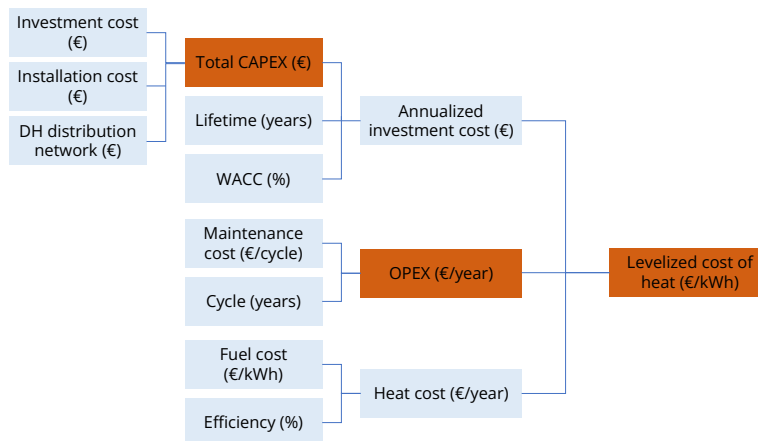 Investment cost
(€)
Installation cost
(€)
DH distribution
network (€)
Total CAPEX (€)
Lifetime (years)
WACC (%)
Annualized
investment cost (€)
Maintenance
cost (€/cycle)
Cycle (years)
OPEX (€/year)
Fuel cost
(€/kWh)
Efficiency (%)
Heat cost (€/year)
Levelized cost of
heat (€/kWh)